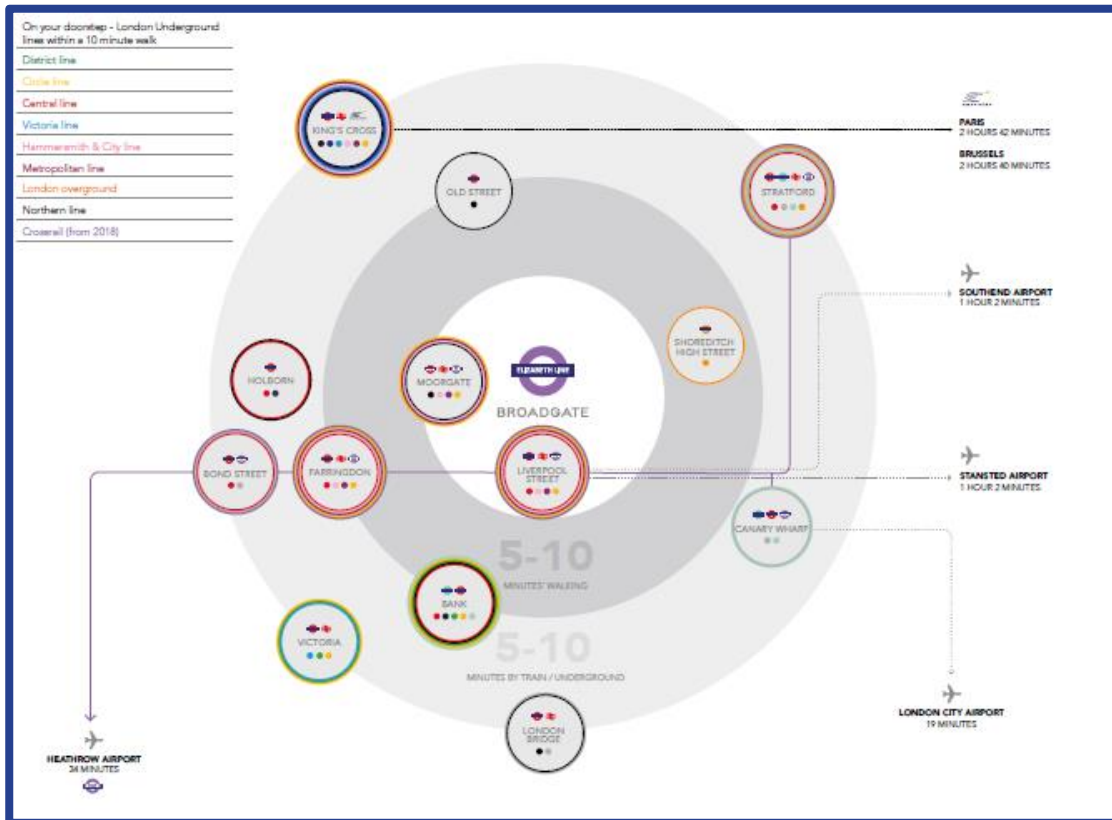 On your doorstep - London Underground
lines within a 10 minute walk
District line
Circle line
Central line
Victoria line
Hammersmith & City line
Metropolitan line
London overground
Northern line
Crossrail (from 2018)
KING'S CROSS
OLD STREET
STRATFORD
PARIS
2 HOURS 42 MINUTES
BRUSSELS
2 HOURS 40 MINUTES
SOUTHEND AIRPORT
1 HOUR 2 MINUTES
SHOREDITCH
HIGH STREET
HOLBORN
MOORGATE
ELIZABETH LINE
BROADGATE
BOND STREET
FARRINGDON
LIVERPOOL
STREET
STANSTED AIRPORT
1 HOUR 2 MINUTES
CANARY WHARF
5-10
MINUTES' WALKING
BANK
VICTORIA
5-10
MINUTES BY TRAIN / UNDERGROUND
LONDON
BRIDGE
LONDON CITY AIRPORT
19 MINUTES
HEATHROW AIRPORT
34 MINUTES